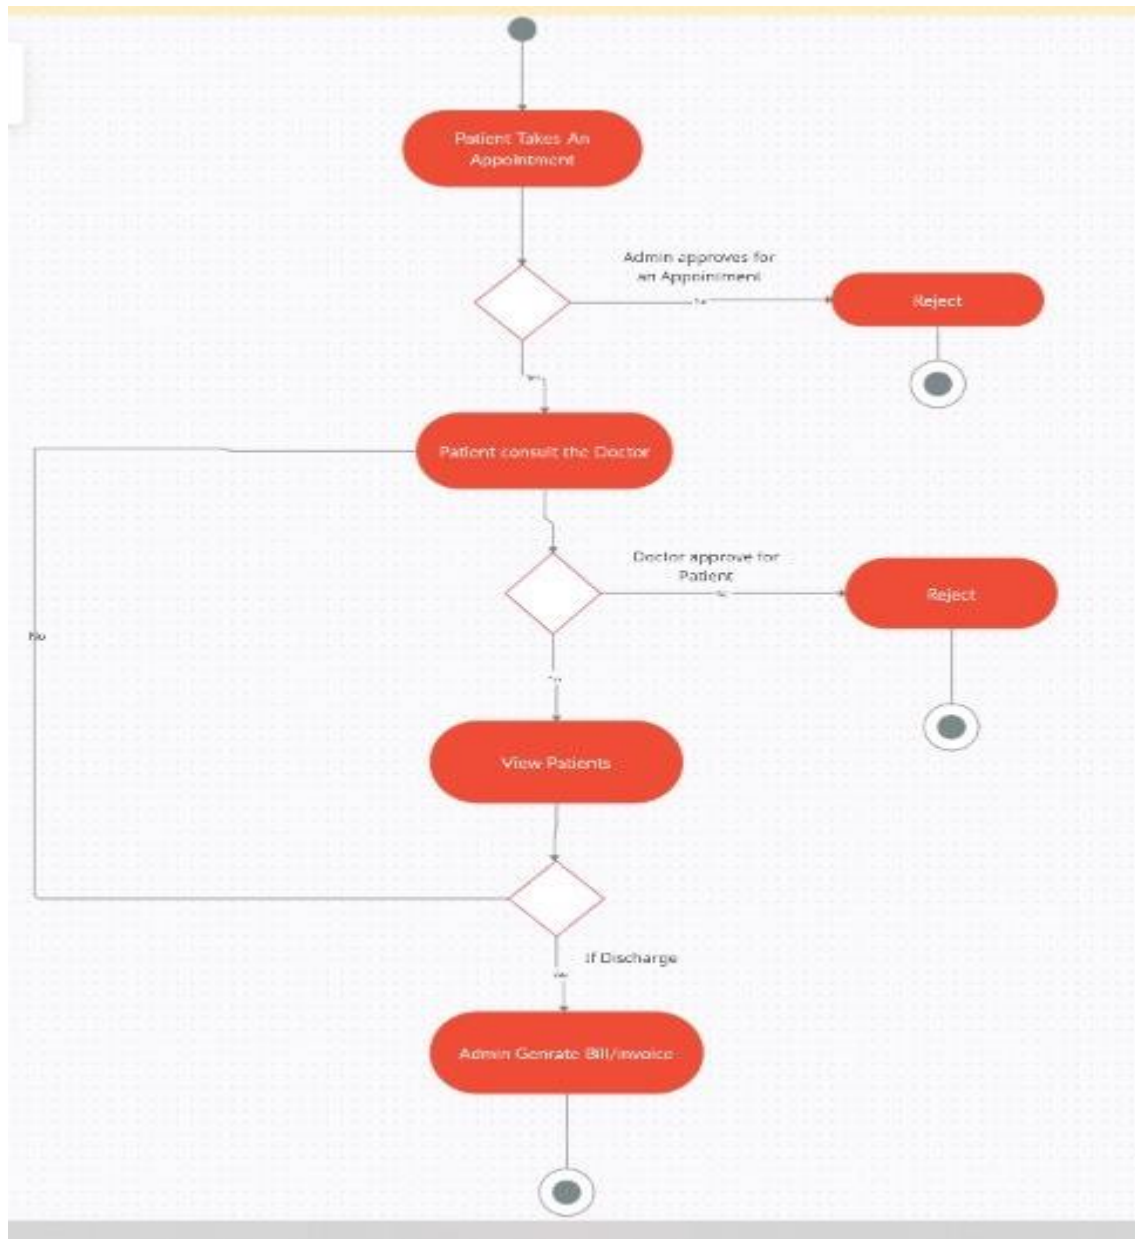 Patient Takes An
Appointment
Admin approves for
an Appointment
Reject
Patient consult the Doctor
Doctor approve for
Patient
Reject
No
View Patients
If Discharge
Admin Genrate Bill/invoice